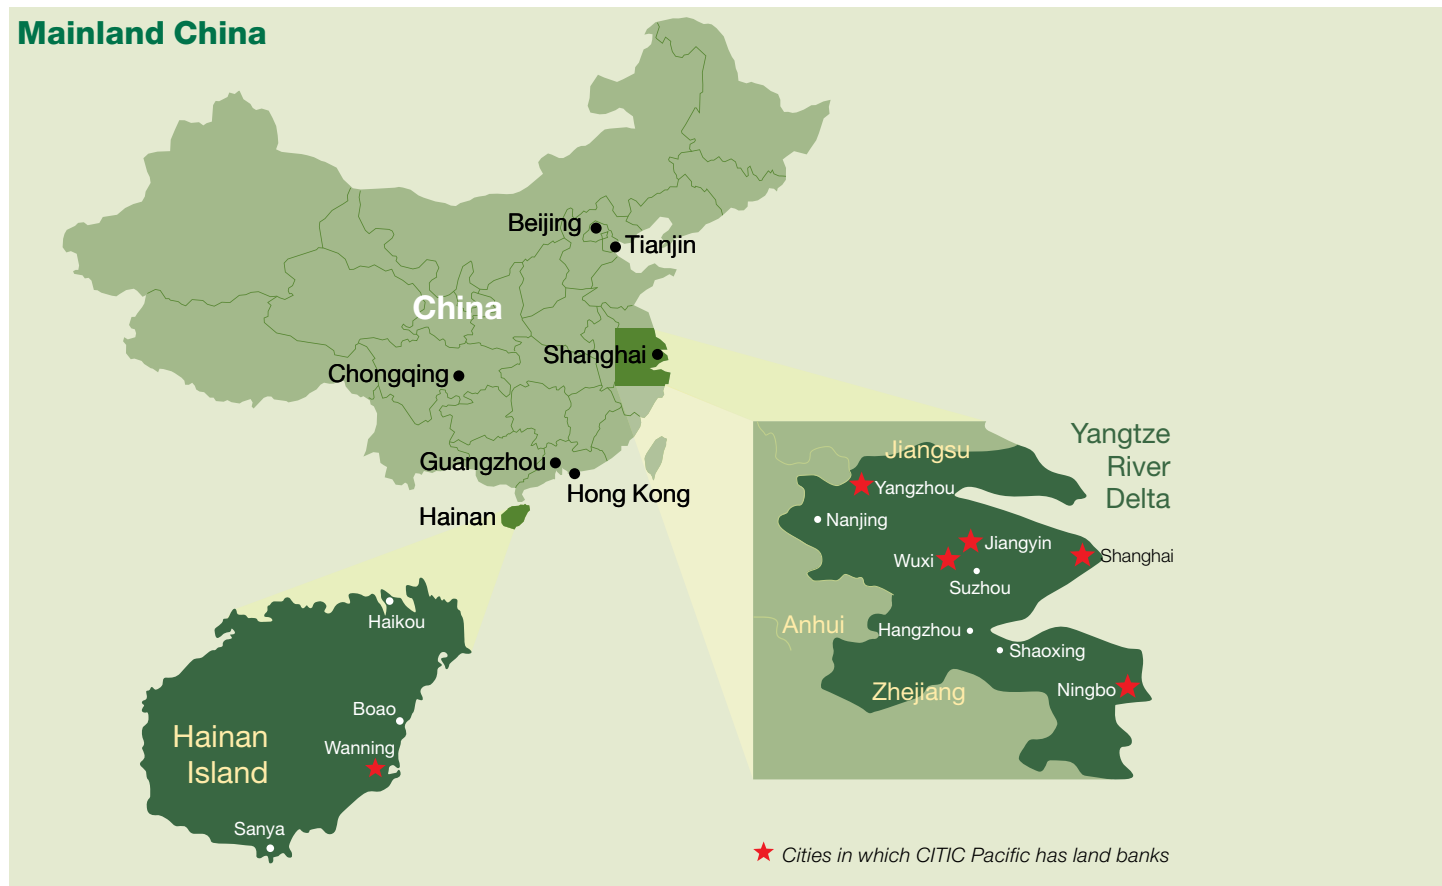 Mainland China
Beijing
Tianjin
China
Shanghai
Chongqing
Guangzhou
Hong Kong
Hainan
Jiangsu
Yangtze
River
Delta
Yangzhou
Nanjing
Jiangyin
Wuxi
Shanghai
Suzhou
Anhui
Hangzhou
Shaoxing
Zhejiang
Ningbo
Haikou
Boao
Wanning
Hainan
Island
Sanya
Cities in which CITIC Pacific has land banks